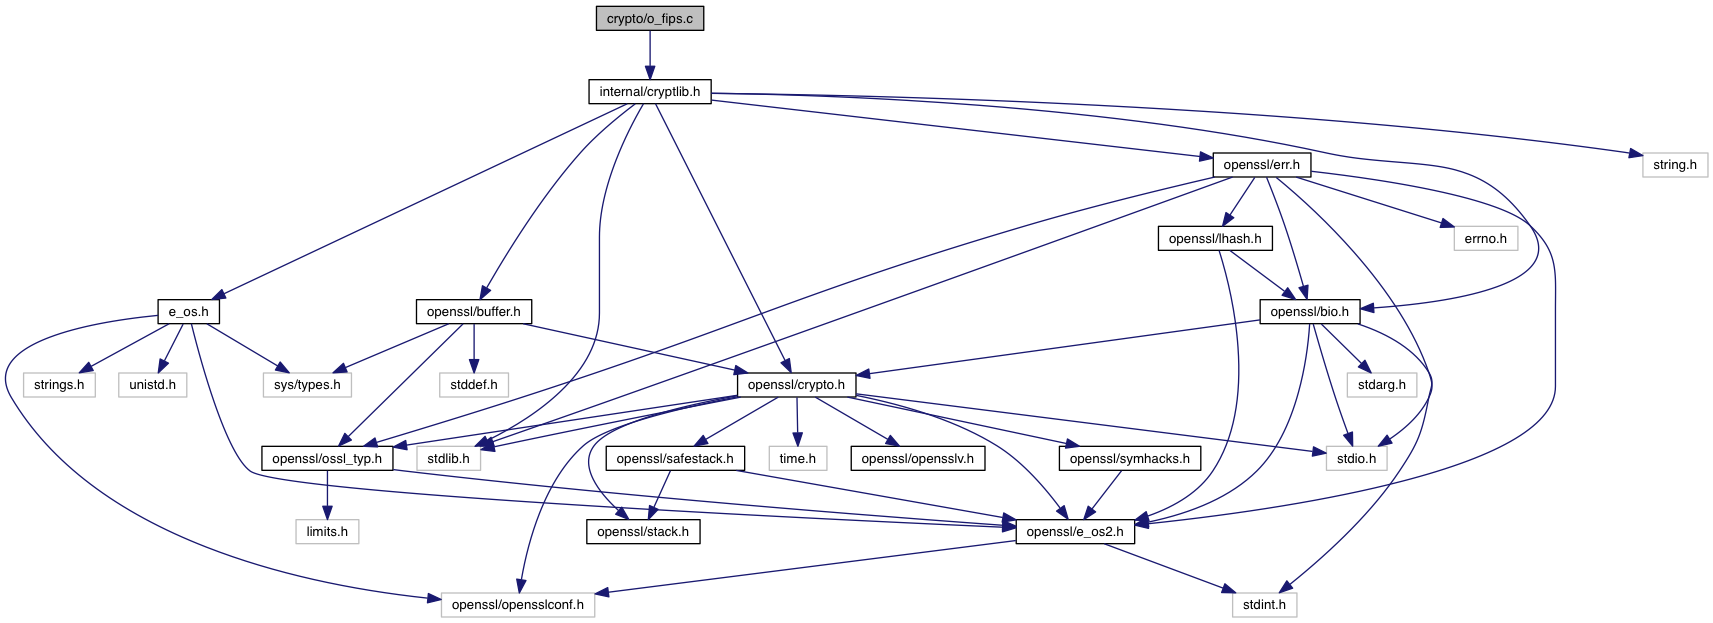 crypto/o_fips.c
internal/cryptlib.h
openssl/err.h
string.h
openssl/lhash.h
errno.h
e_os.h
openssl/buffer.h
openssl/bio.h
strings.h
unistd.h
sys/types.h
stddef.h
openssl/crypto.h
stdarg.h
openssl/ossl_typ.h
stdlib.h
openssl/safestack.h
time.h
openssl/opensslv.h
openssl/symhacks.h
stdio.h
limits.h
openssl/stack.h
openssl/e_os2.h
openssl/opensslconf.h
stdint.h